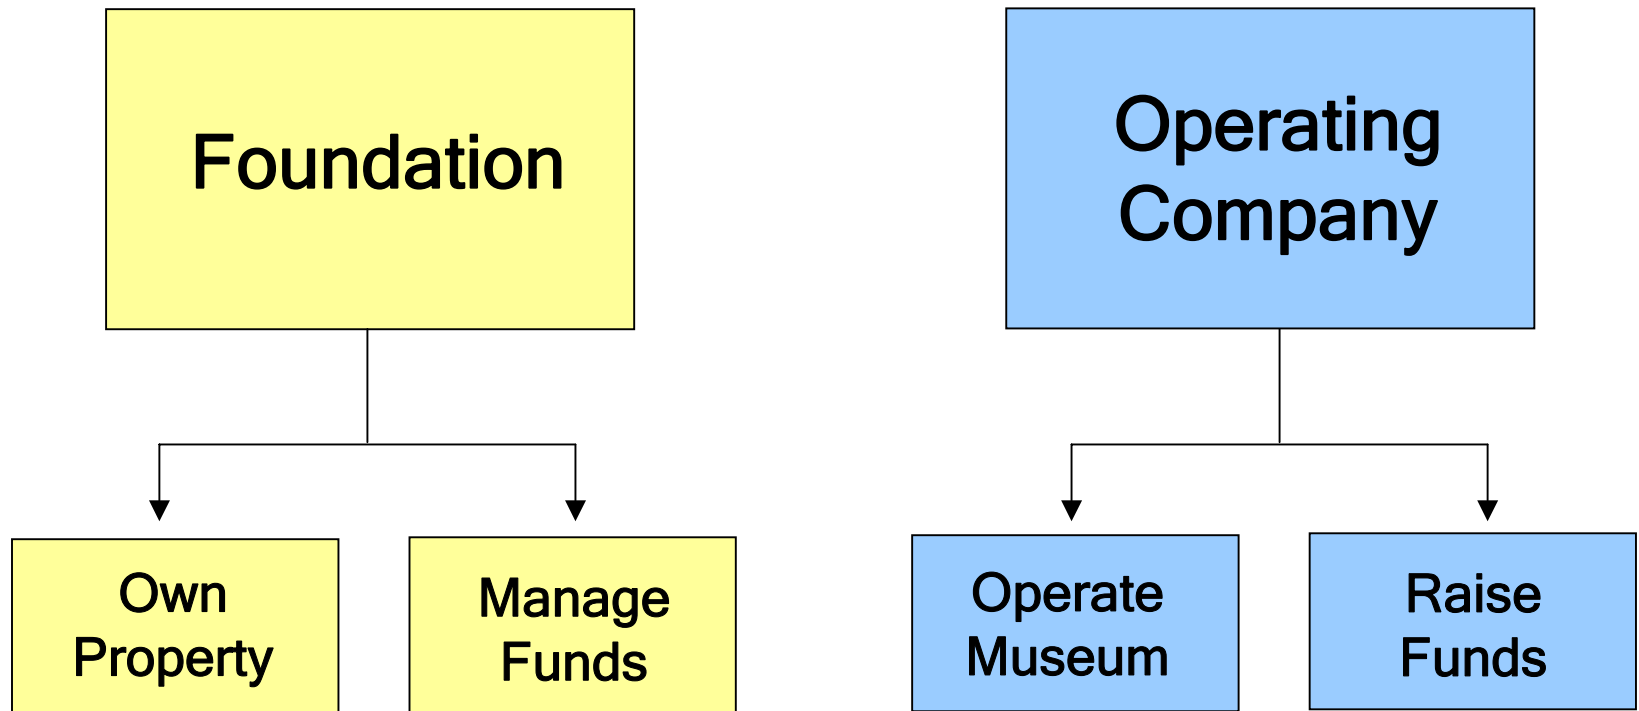 Foundation
Operating
Company
Own
Property
Manage
Funds
Operate
Museum
Raise
Funds